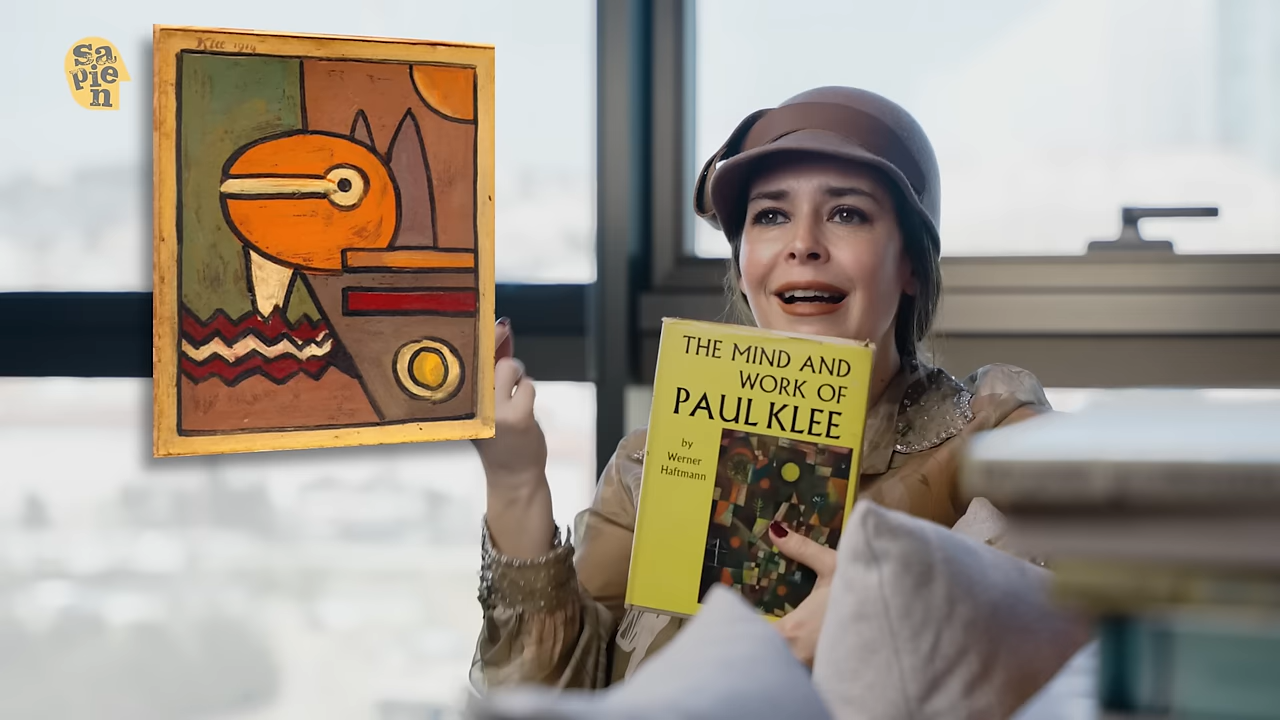 sa
pie
n
Klee 1914
THE MIND AND
WORK OF
PAUL KLEE
by
Werner
Haftmann